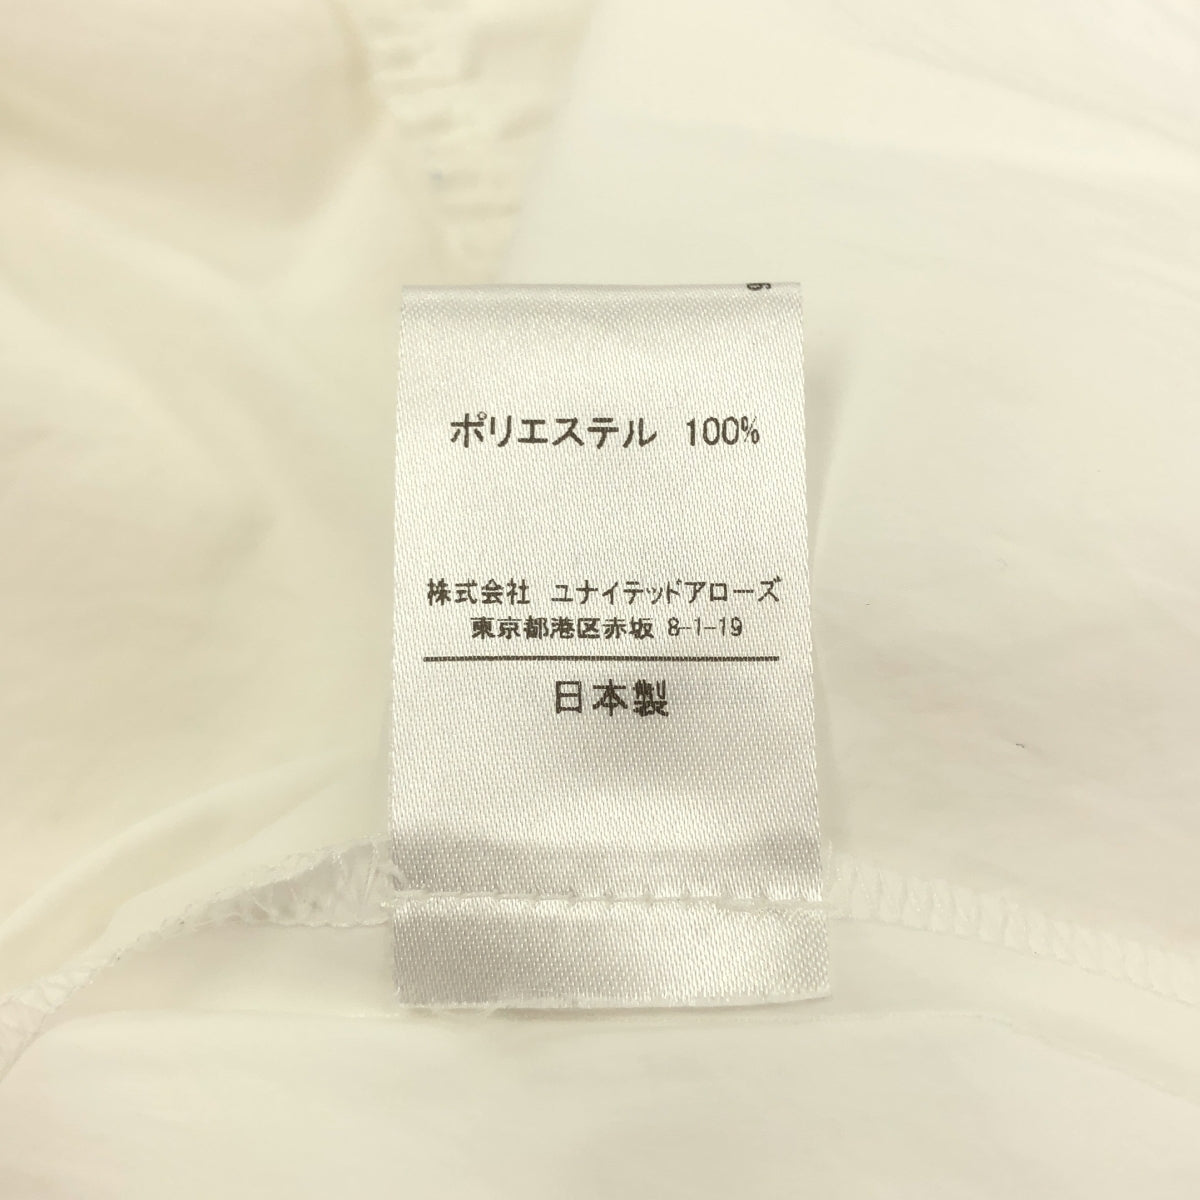 ポリエステル 100%
株式会社 ユナイテッドアローズ
東京都港区赤坂 8-1-19
日本製